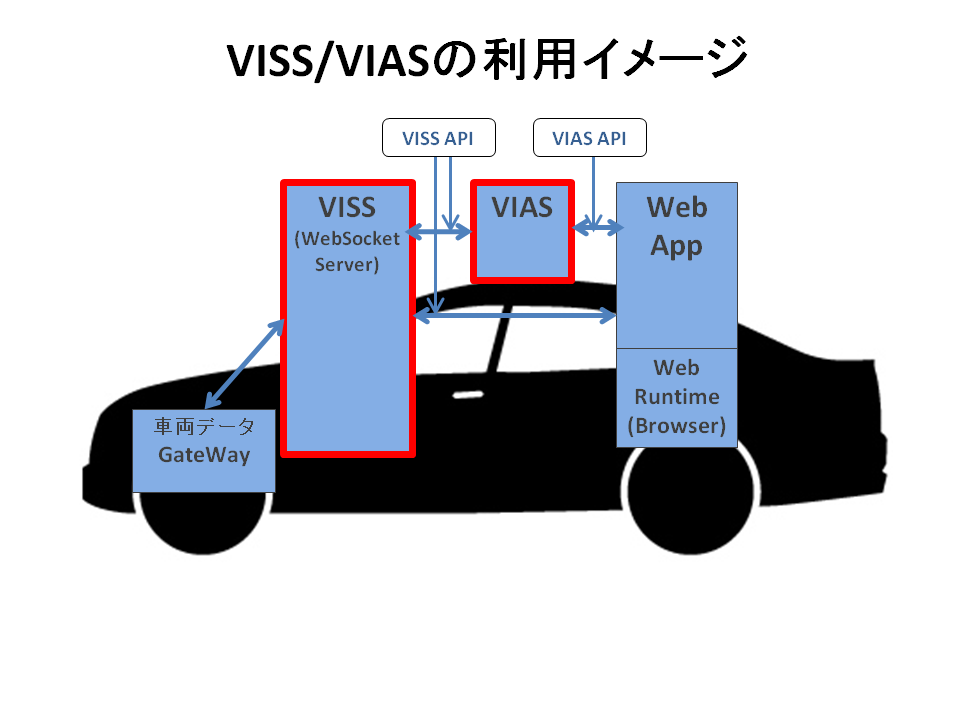 VISS/VIASの利用イメージ
VISS API
VIAS API
VISS
(WebSocket
Server)
VIAS
Web
App
Web
Runtime
(Browser)
車両データ
GateWay